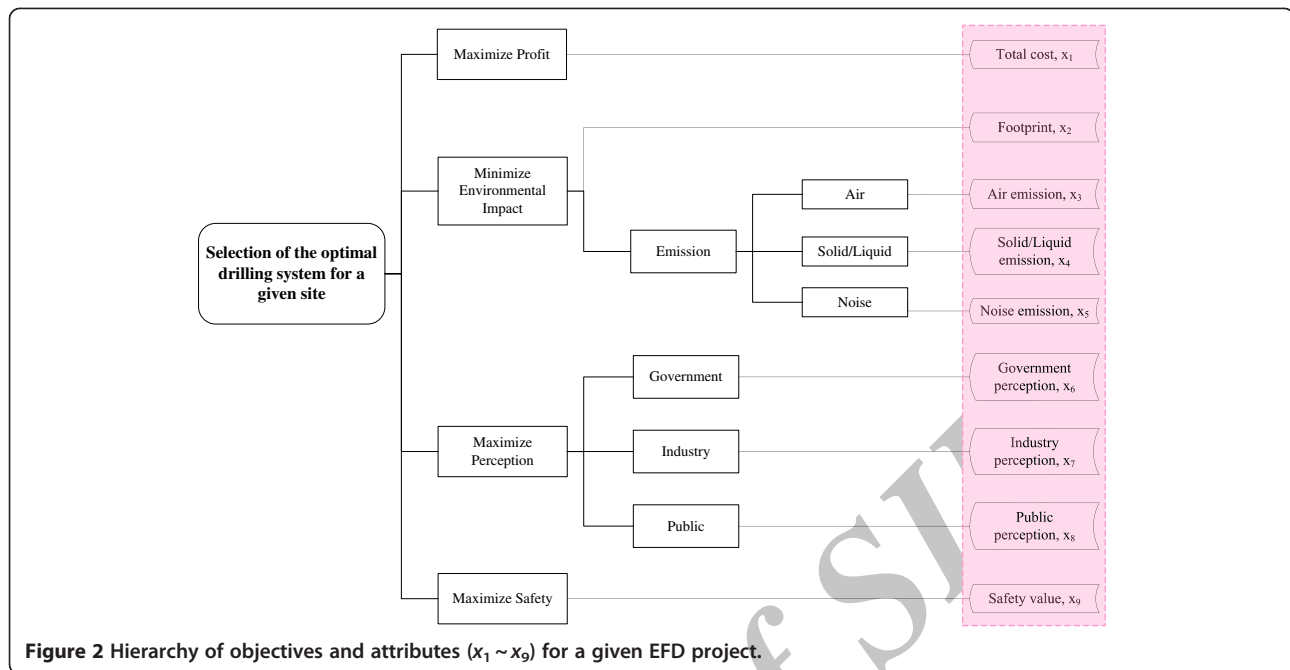 Maximize Profit
Total cost, x₁
Footprint, x₂
Minimize
Environmental
Impact
Air
Air emission, x₃
Selection of the optimal
drilling system for a
given site
Emission
Solid/Liquid
Solid/Liquid
emission, x₄
Noise
Noise emission, x₅
Government
Government
perception, x₆
Maximize
Perception
Industry
Industry
perception, x₇
Public
Public
perception, x₈
Maximize Safety
Safety value, x₉
of SI
Figure 2 Hierarchy of objectives and attributes (x₁ ~ x₉) for a given EFD project.